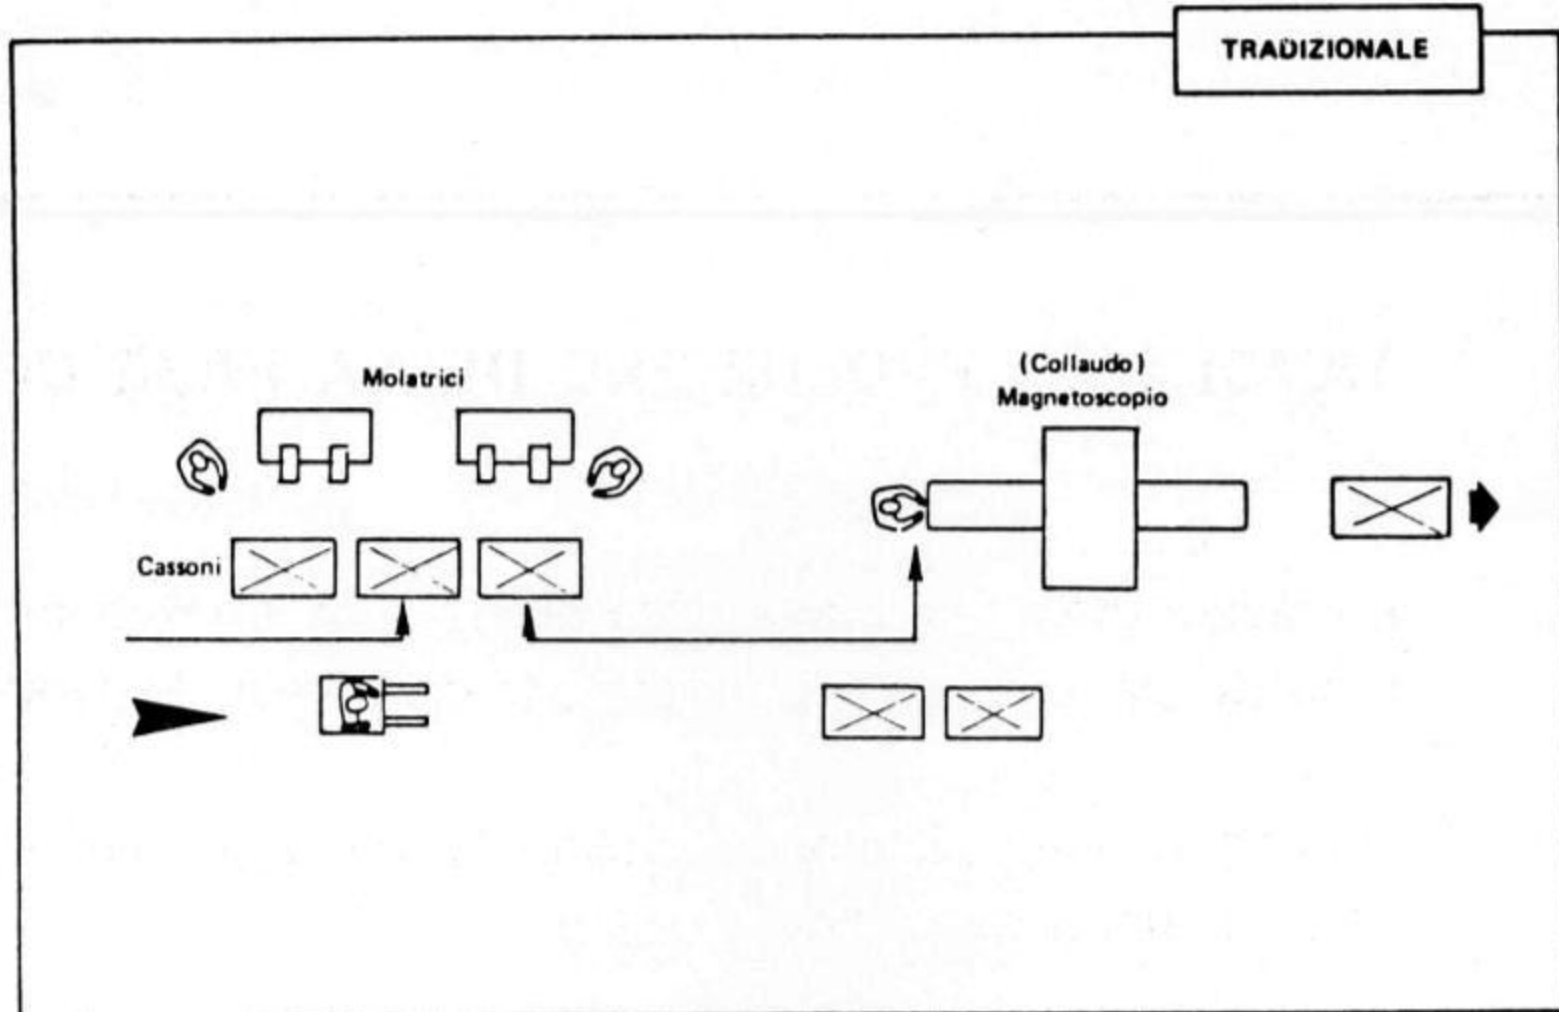 TRADIZIONALE
Molatrici
(Collaudo)
Magnetoscopio
Cassoni